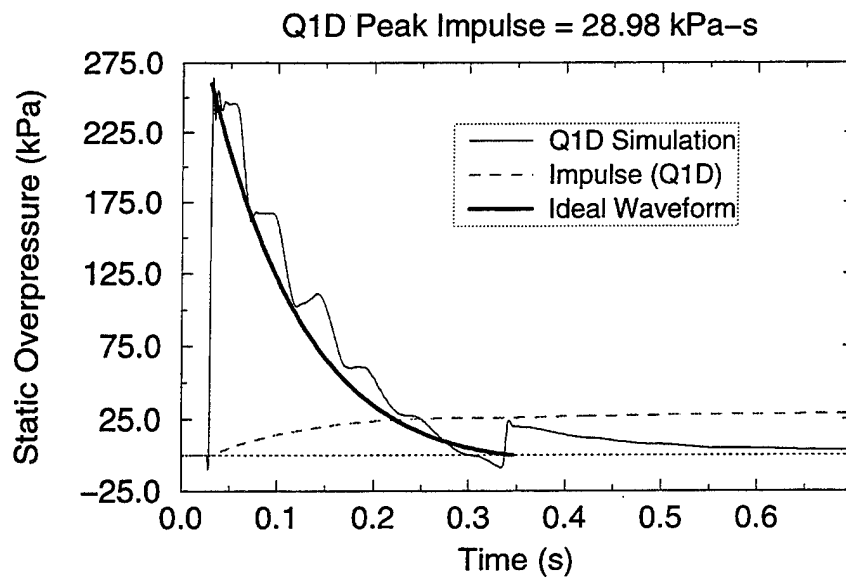 Q1D Peak Impulse = 28.98 kPa-s
275.0
225.0
175.0
125.0
75.0
25.0
-25.0
Static Overpressure (kPa)
Q1D Simulation
Impulse (Q1D)
Ideal Waveform
0.0 0.1 0.2 0.3 0.4 0.5 0.6
Time (s)